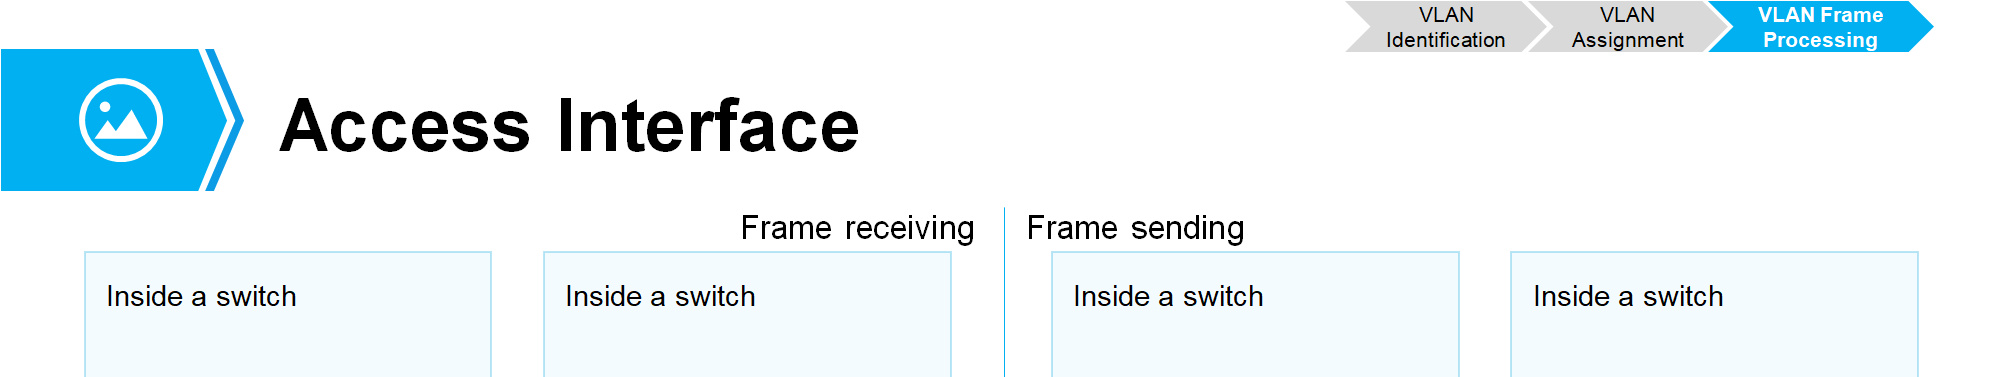 VLAN
Identification
VLAN
Assignment
VLAN Frame
Processing
Access Interface
Frame receiving
Frame sending
Inside a switch
Inside a switch
Inside a switch
Inside a switch